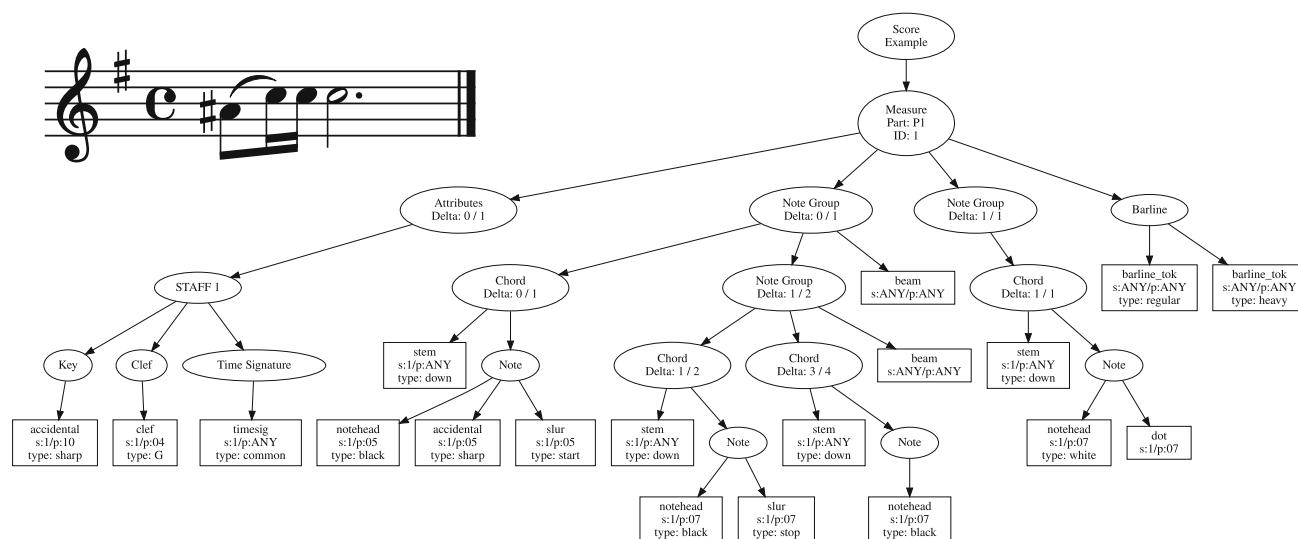 Score
Example
Measure
Part: P1
ID: 1
Attributes
Delta: 0 / 1
Note Group
Delta: 0 / 1
Note Group
Delta: 1 / 1
Barline
STAFF 1
Chord
Delta: 0 / 1
Note Group
Delta: 1 / 2
beam
s:ANY/p:ANY
Chord
Delta: 1 / 1
barline_tok
s:ANY/p:ANY
type: regular
barline_tok
s:ANY/p:ANY
type: heavy
Key
Clef
Time Signature
stem
s:1/p:ANY
type: down
Note
Chord
Delta: 1 / 2
Chord
Delta: 3 / 4
beam
s:ANY/p:ANY
stem
s:1/p:ANY
type: down
Note
accidental
s:1/p:10
type: sharp
clef
s:1/p:04
type: G
timesig
s:1/p:ANY
type: common
notehead
s:1/p:05
type: black
accidental
s:1/p:05
type: sharp
slur
s:1/p:05
type: start
stem
s:1/p:ANY
type: down
Note
stem
s:1/p:ANY
type: down
Note
notehead
s:1/p:07
type: white
dot
s:1/p:07
notehead
s:1/p:07
type: black
slur
s:1/p:07
type: stop
notehead
s:1/p:07
type: black